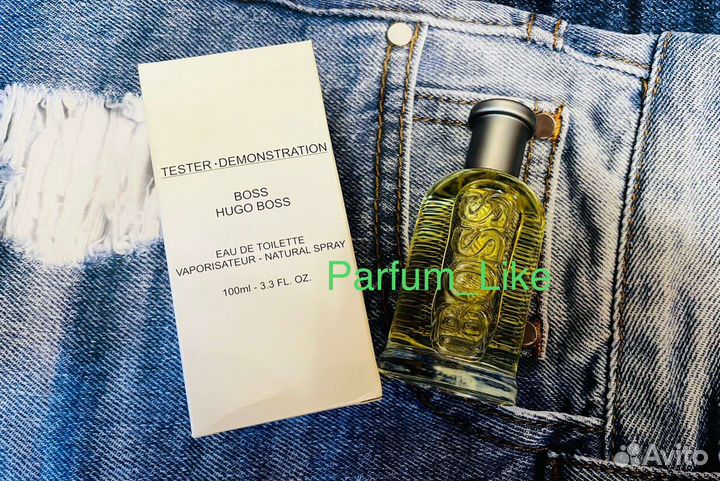 TESTER·DEMONSTRATION
BOSS
HUGO BOSS
EAU DE TOILETTE
VAPORISATEUR - NATURAL SPRAY
100ml - 3.3 FL. OZ.
BOSS
Parfum_Like
Avito